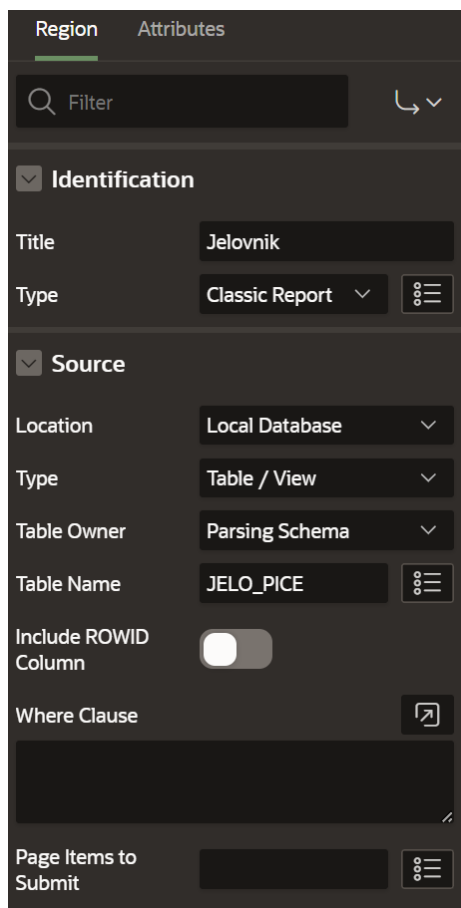 Region Attributes
Filter
Identification
Title Jelovnik
Type Classic Report
Source
Location Local Database
Type Table / View
Table Owner Parsing Schema
Table Name JELO_PICE
Include ROWID
Column
Where Clause
Page Items to
Submit